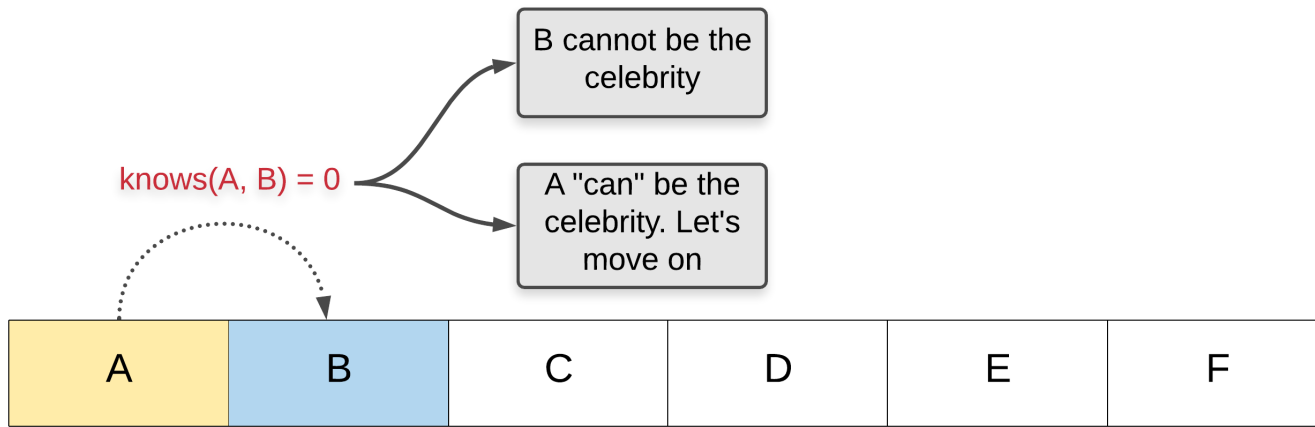 B cannot be the
celebrity
knows(A, B) = 0
A "can" be the
celebrity. Let's
move on
A B C D E F